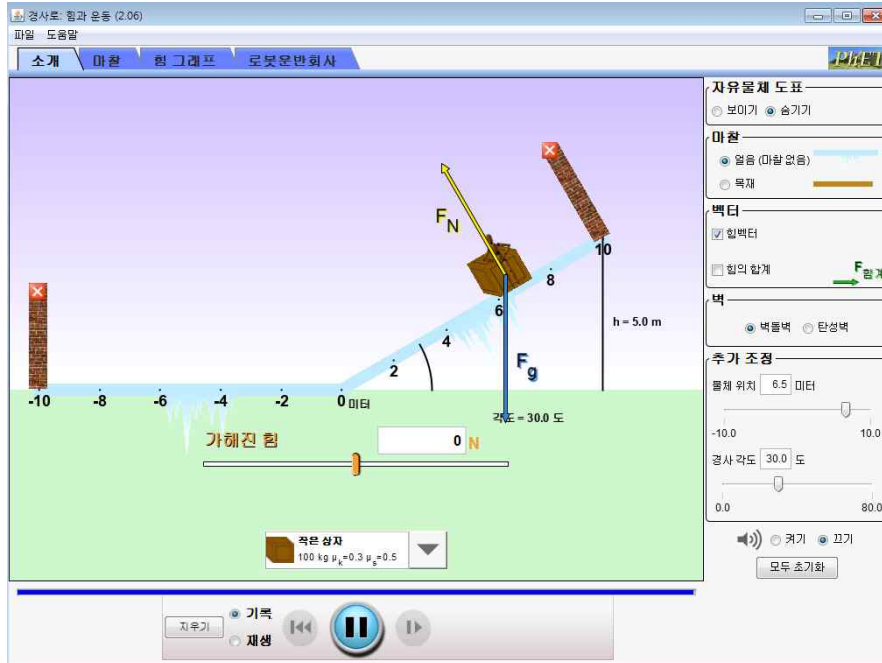 경사로: 힘과 운동 (2.06)
파일 도움말
소개 마찰 힘 그래프 로봇운반회사
PhET
자유물체 도표
보이기 숨기기
마찰
얼음 (마찰 없음)
목재
벡터
힘벡터
힘의 합계 F합계
벽
벽돌벽 탄성벽
추가 조정
물체 위치 6.5 미터
-10.0 10.0
경사 각도 30.0 도
0.0 80.0
켜기 끄기
모두 초기화
FN
Fg
10
8
6
4
2
h = 5.0 m
-10 -8 -6 -4 -2 0 미터
각도 = 30.0 도
가해진 힘 0 N
작은 상자
100 kg μk=0.3 μs=0.5
지우기
기록
재생